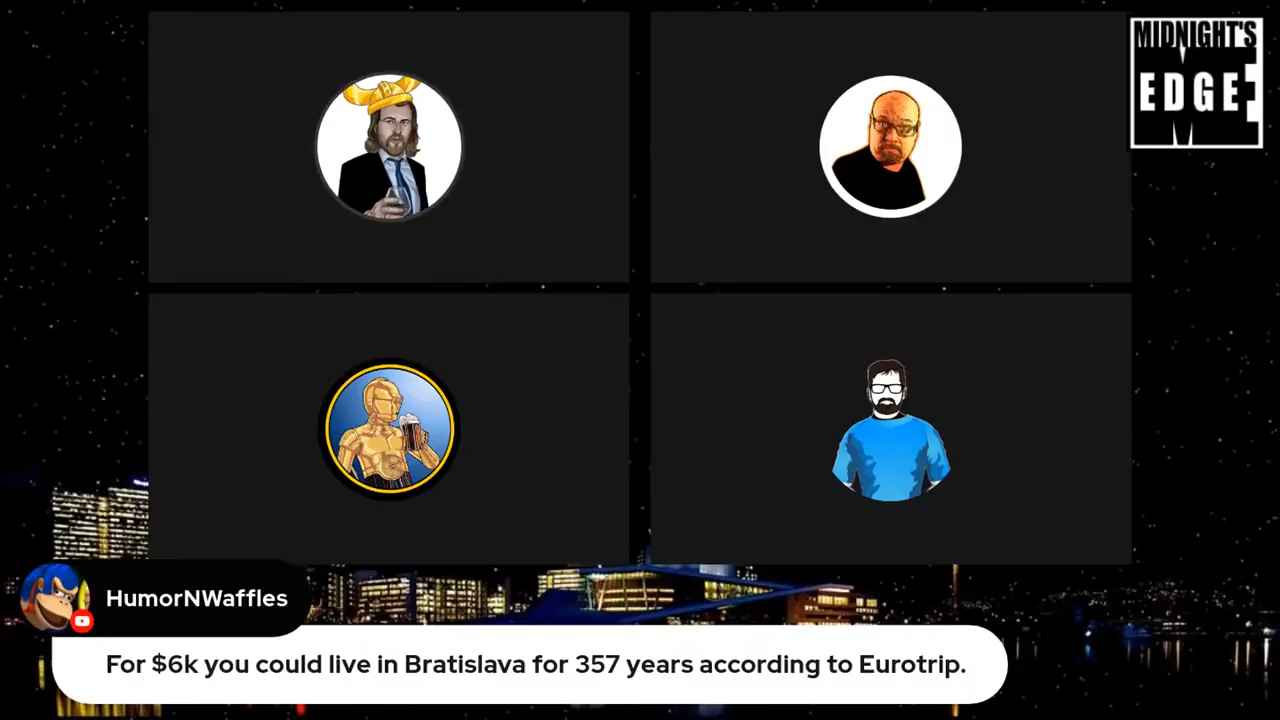 MIDNIGHT'S
EDGE
HumorNWaffles
For $6k you could live in Bratislava for 357 years according to Eurotrip.